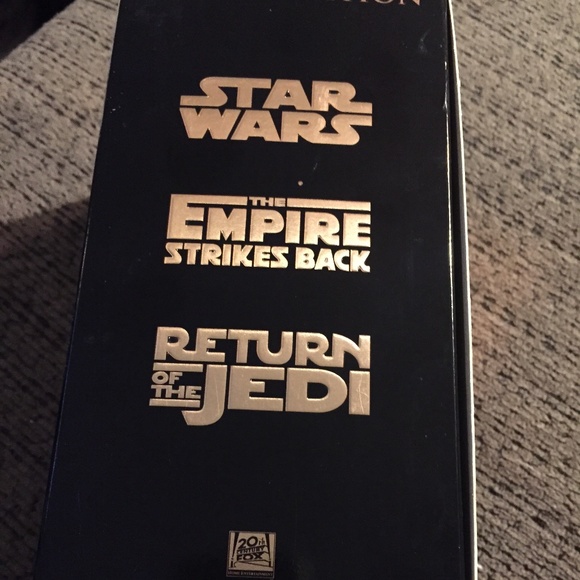 STAR
WARS
THE
EMPIRE
STRIKES BACK
RETURN
OF THE JEDI
20TH
CENTURY
FOX